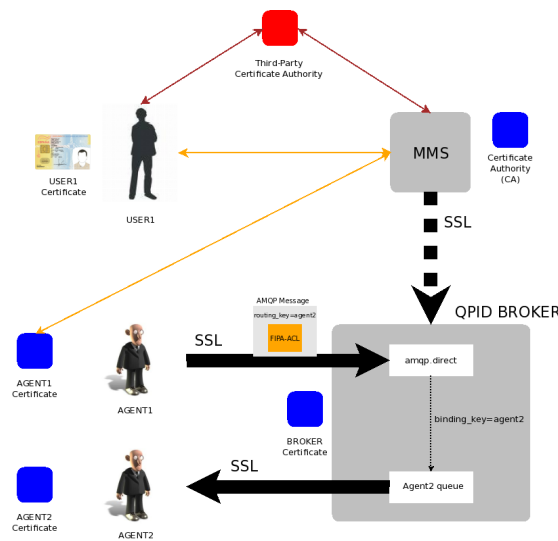 Third-Party
Certificate Authority
MMS
Certificate
Authority
(CA)
USER1
Certificate
USER1
SSL
QPID BROKER
AMQP Message
routing_key=agent2
FIPA-ACL
SSL
amqp.direct
AGENT1
Certificate
AGENT1
binding_key=agent2
BROKER
Certificate
SSL
Agent2 queue
AGENT2
Certificate
AGENT2